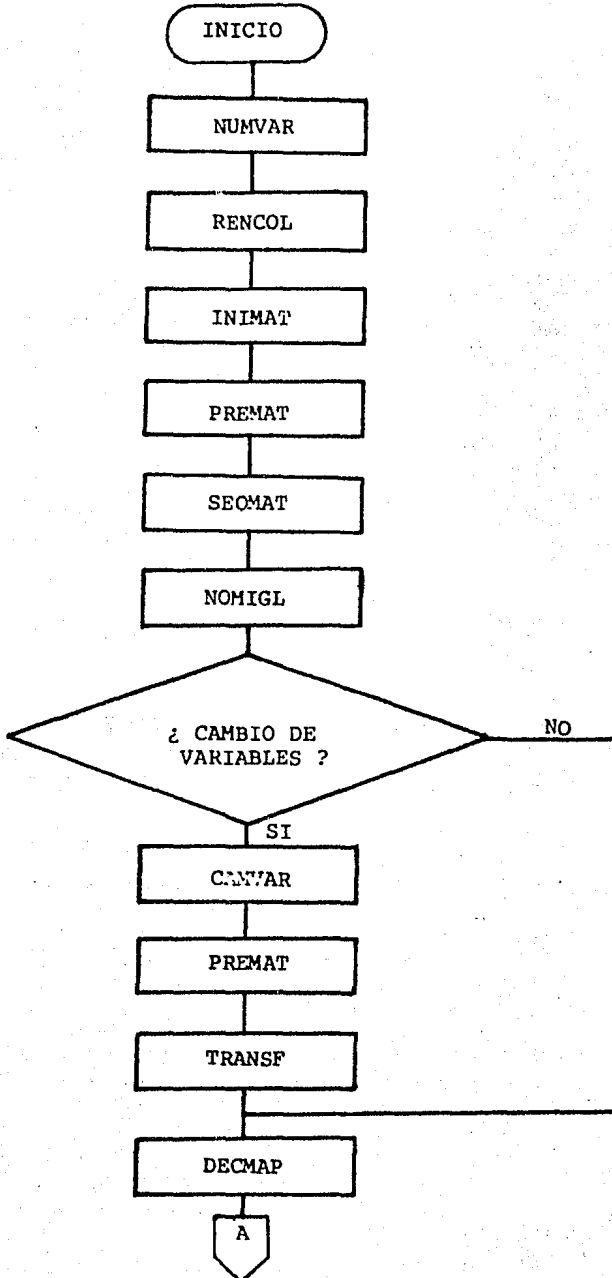 INICIO
NUMVAR
RENCOL
INIMAT
PREMAT
SEOMAT
NOMIGL
¿ CAMBIO DE
VARIABLES ?
NO
SI
PREMAT
TRANSF
DECMAP
A